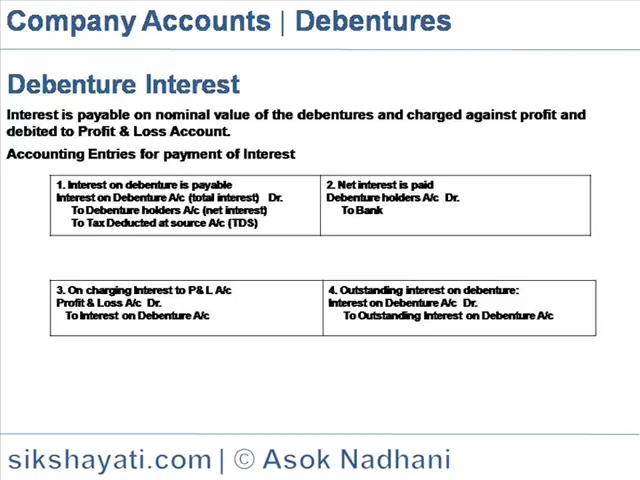 Company Accounts | Debentures
Debenture Interest
Interest is payable on nominal value of the debentures and charged against profit and
debited to Profit & Loss Account.
Accounting Entries for payment of Interest
1. Interest on debenture is payable
Interest on Debenture A/c (total interest) Dr.
To Debenture holders A/c (net interest)
To Tax Deducted at source A/c (TDS)
2. Net interest is paid
Debenture holders A/c Dr.
To Bank
3. On charging Interest to P& L A/c
Profit & Loss A/c Dr.
To Interest on Debenture A/c
4. Outstanding interest on debenture:
Interest on Debenture A/c Dr.
To Outstanding Interest on Debenture A/c
sikshayati.com | © Asok Nadhani